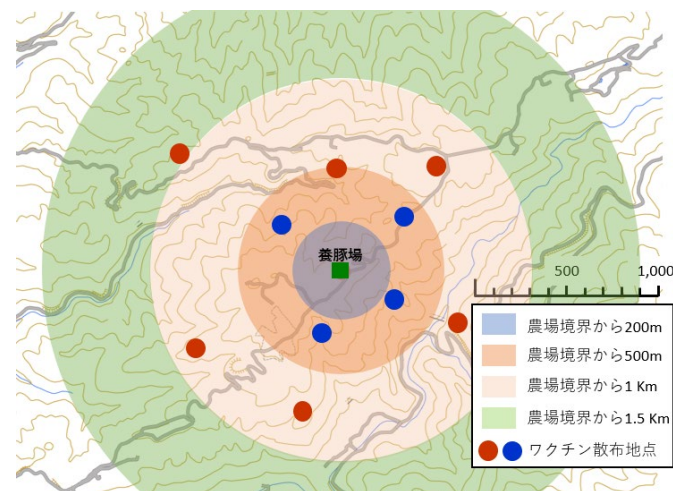 養豚場
500 1,000
農場境界から200m
農場境界から500m
農場境界から1 Km
農場境界から1.5 Km
ワクチン散布地点